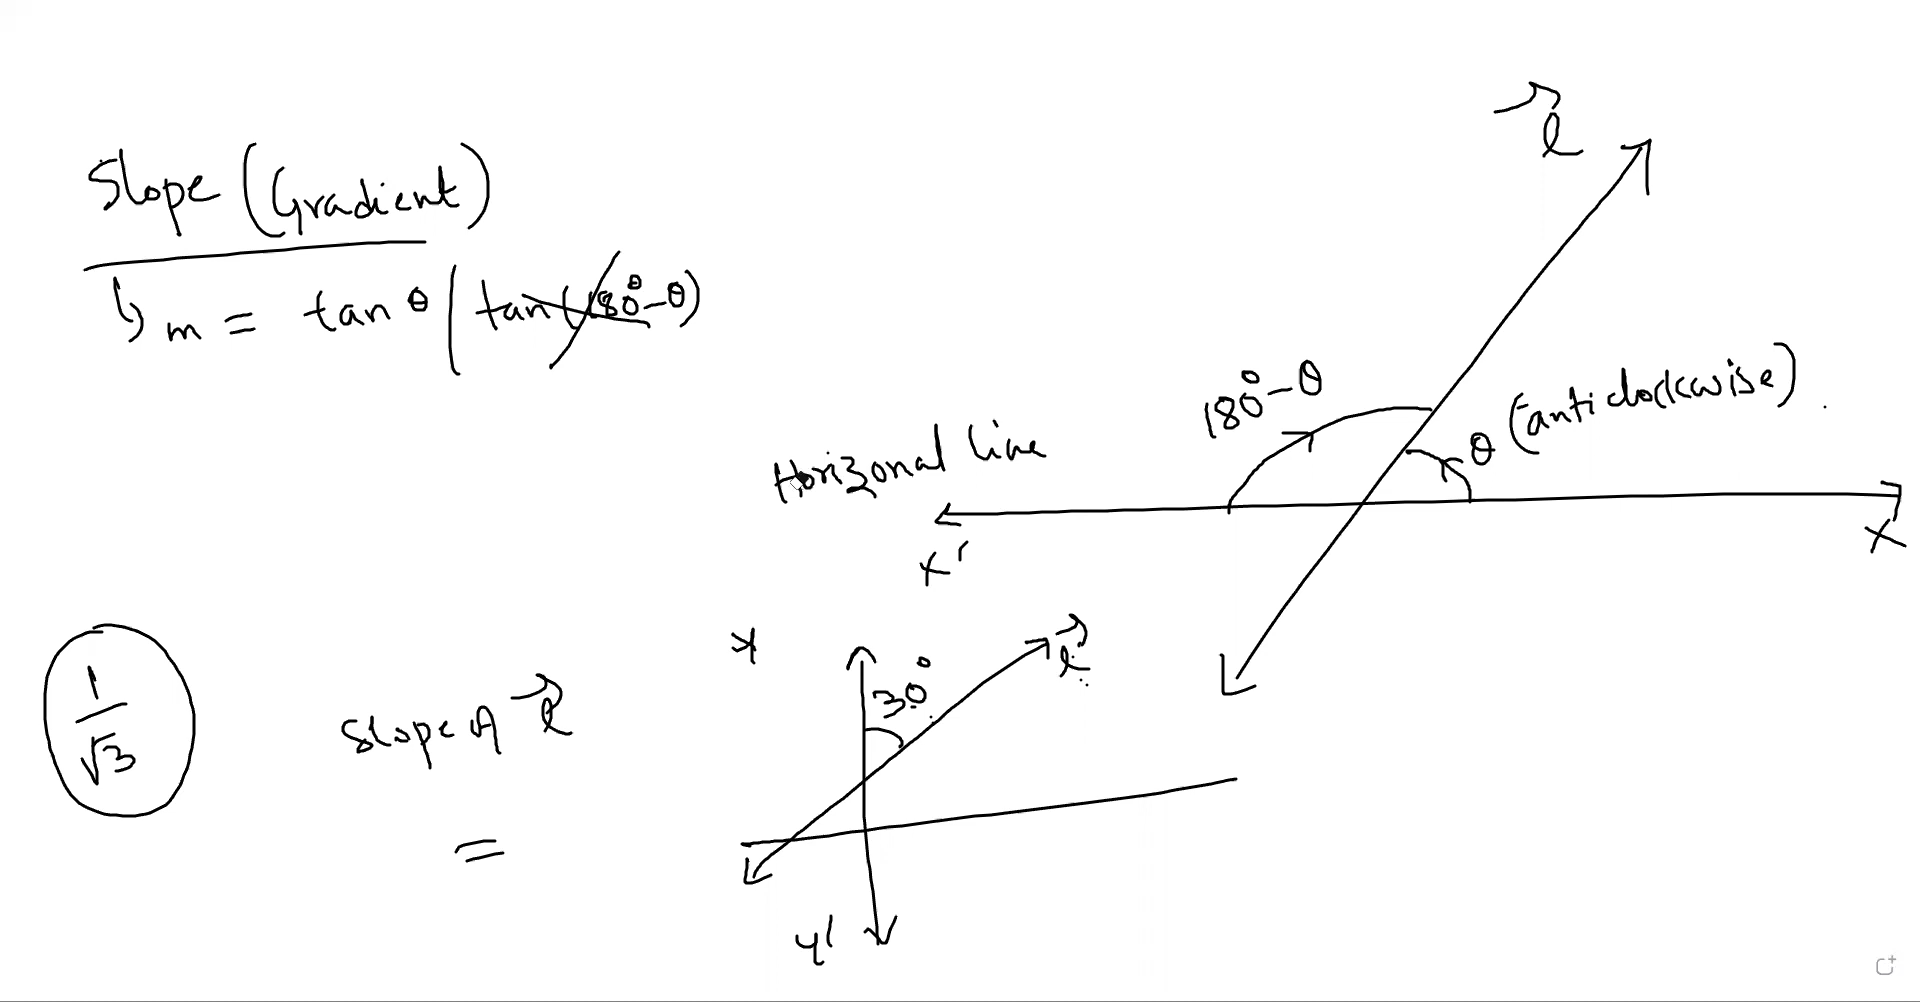 Slope (Gradient)
↳ m = tan θ | tan(180°-θ)
l
180°-θ
θ (anticlockwise)
Horizonal line
X'
X
1/√3
Slope of l
=
*
30°
l
y'